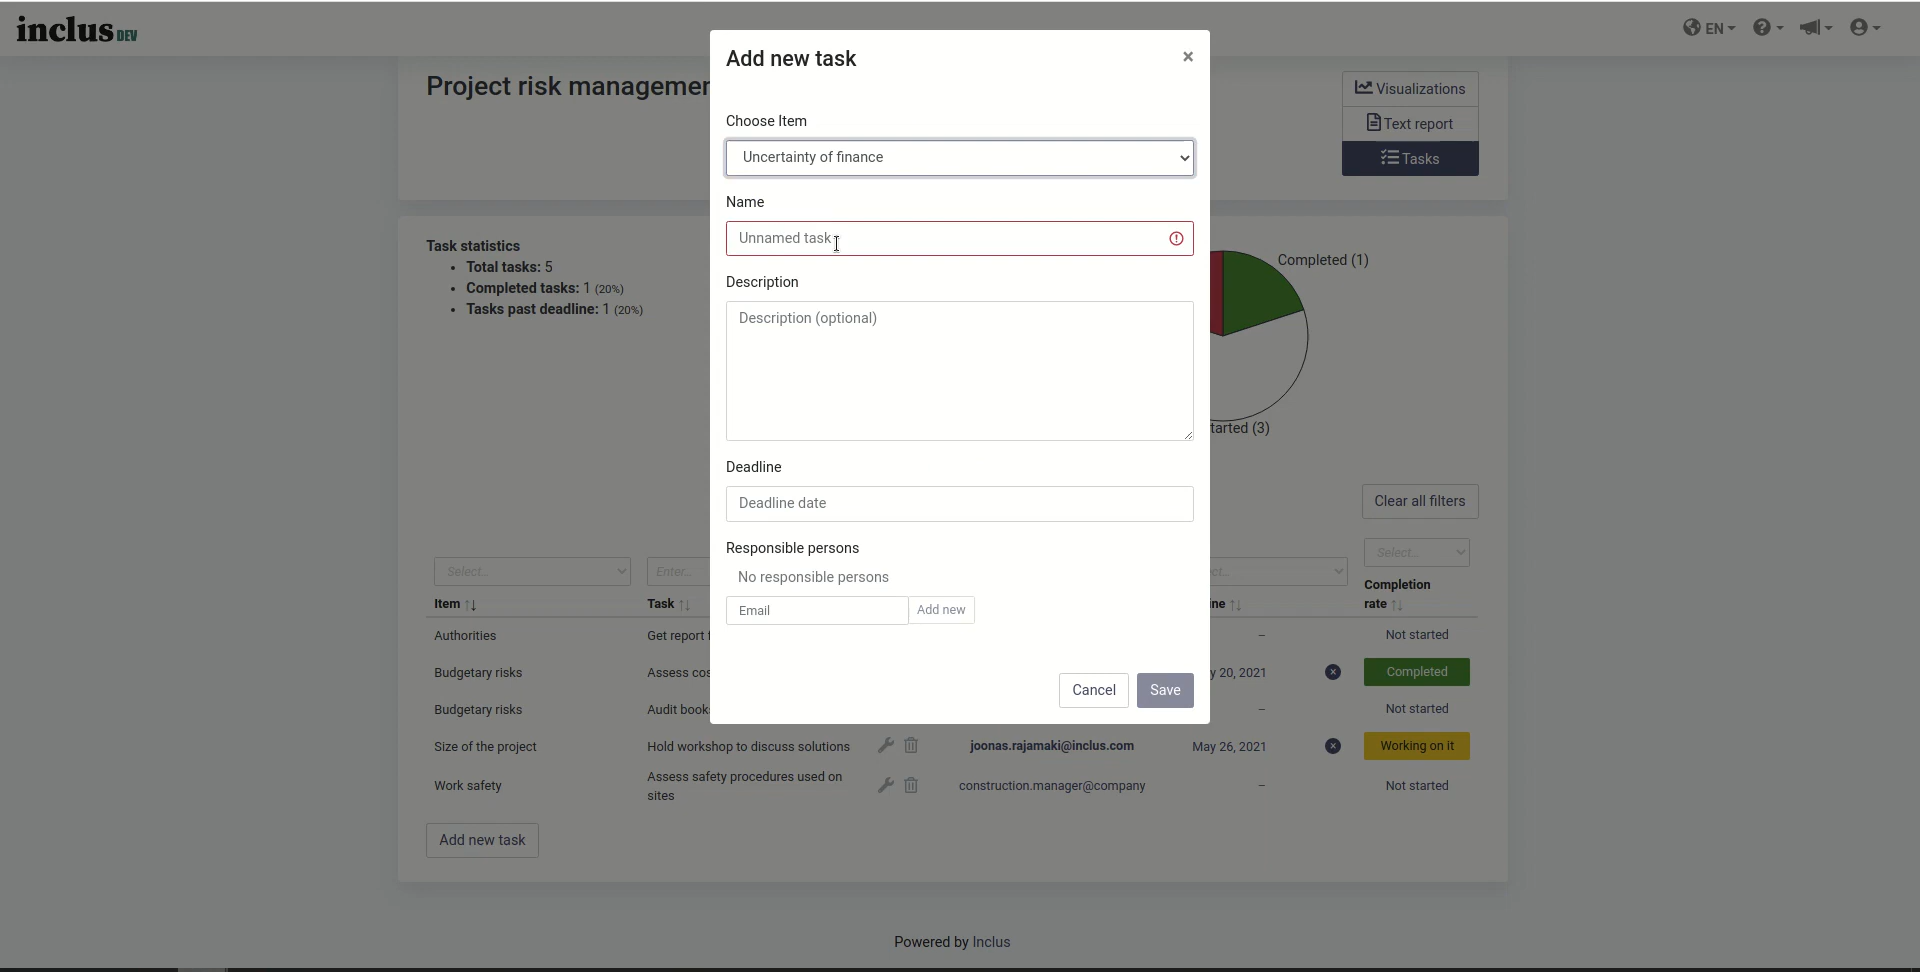 inclus DEV
EN
Add new task
×
Project risk managemen
Visualizations
Text report
Tasks
Choose Item
Uncertainty of finance
Name
Unnamed task
Description
Description (optional)
Task statistics
• Total tasks: 5
• Completed tasks: 1 (20%)
• Tasks past deadline: 1 (20%)
Completed (1)
tarted (3)
Deadline
Deadline date
Clear all filters
Responsible persons
No responsible persons
Email
Add new
Select...
Enter...
ect...
Select...
Item
Task
ine
Completion
rate
Authorities
Get report f
–
Not started
Budgetary risks
Assess cos
y 20, 2021
Completed
Budgetary risks
Audit book
–
Not started
Cancel
Save
Size of the project
Hold workshop to discuss solutions
joonas.rajamaki@inclus.com
May 26, 2021
Working on it
Work safety
Assess safety procedures used on
sites
construction.manager@company
–
Not started
Add new task
Powered by Inclus